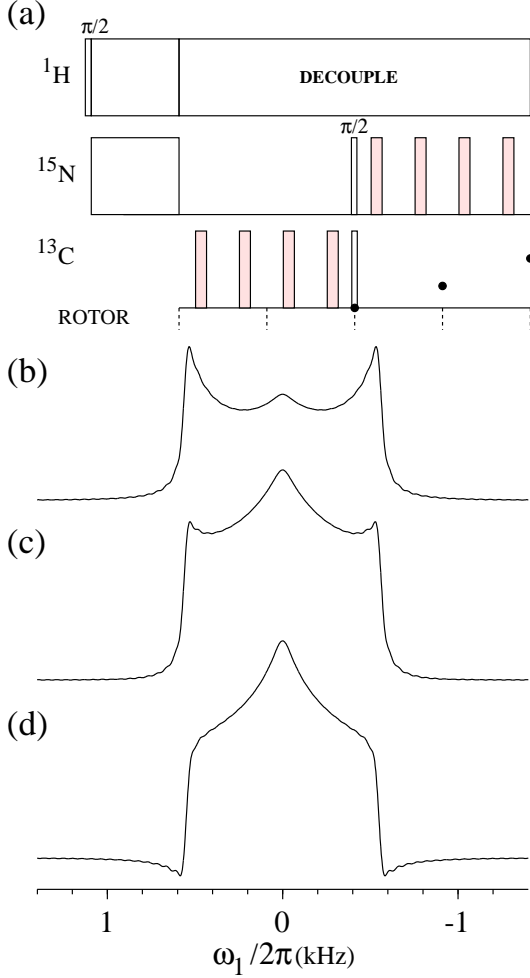 (a)
π/2
¹H
DECOUPLE
π/2
¹⁵N
¹³C
ROTOR
(b)
(c)
(d)
1 0 -1
ω₁/2π (kHz)